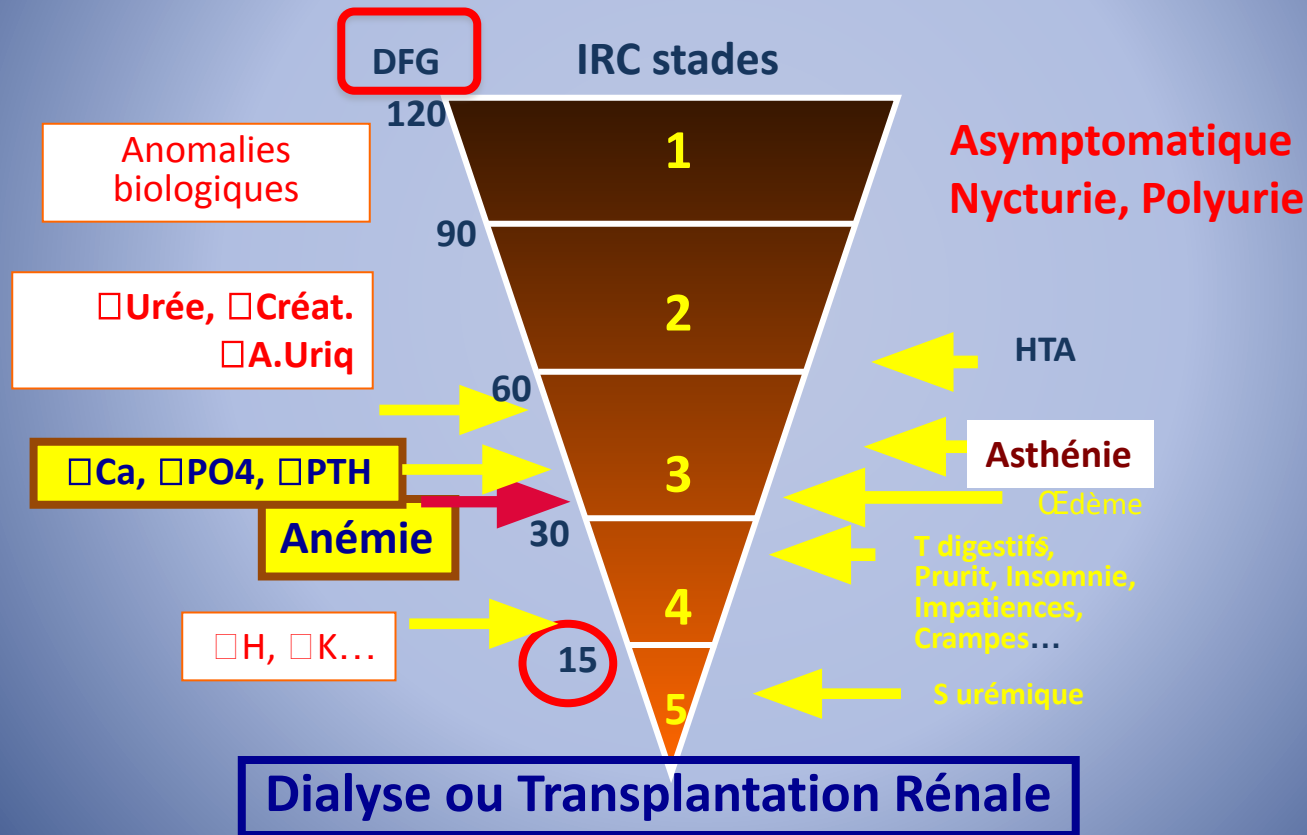 DFG
IRC stades
120
1
Anomalies
biologiques
Asymptomatique
Nycturie, Polyurie
90
2
□Urée, □Créat.
□A.Uriq
HTA
60
3
□Ca, □PO4, □PTH
Asthénie
Œdème
Anémie
30
T digestifs,
Prurit, Insomnie,
Impatiences,
Crampes...
4
□H, □K...
15
5
S urémique
Dialyse ou Transplantation Rénale